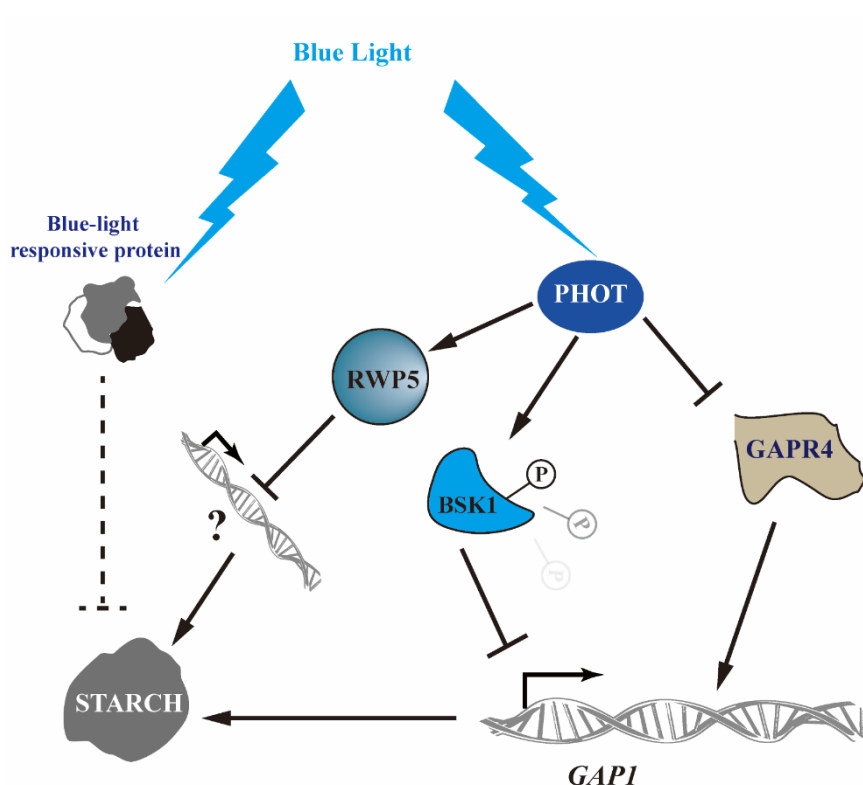 Blue Light
Blue-light
responsive protein
PHOT
RWP5
GAPR4
P
BSK1
P
P
?
STARCH
GAP1